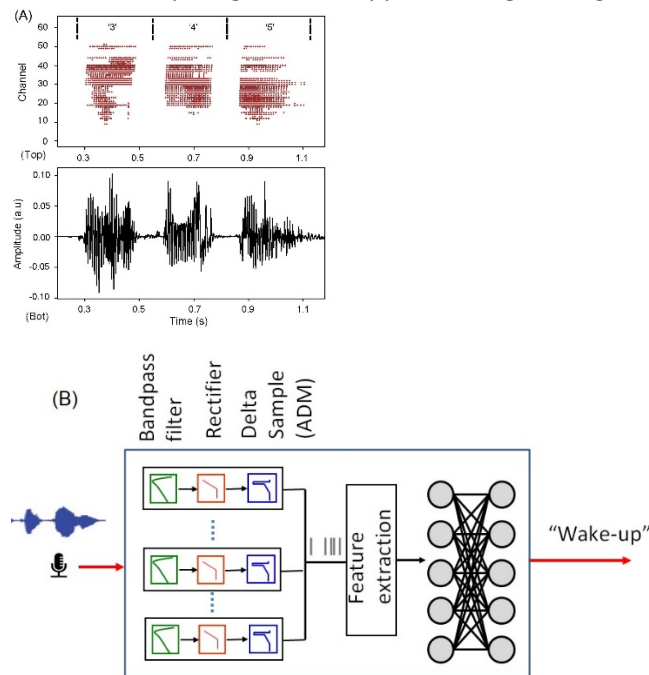 (A)
'3' '4' '5'
60
50
40
30
20
10
0
Channel
(Top)
0.3 0.5 0.7 0.9 1.1
0.10
0.05
0.00
-0.05
-0.10
Amplitude (a.u)
(Bot)
0.3 0.5 0.7 0.9 1.1
Time (s)
(B)
Bandpass
filter
Rectifier
Delta
Sample
(ADM)
Feature
extraction
"Wake-up"